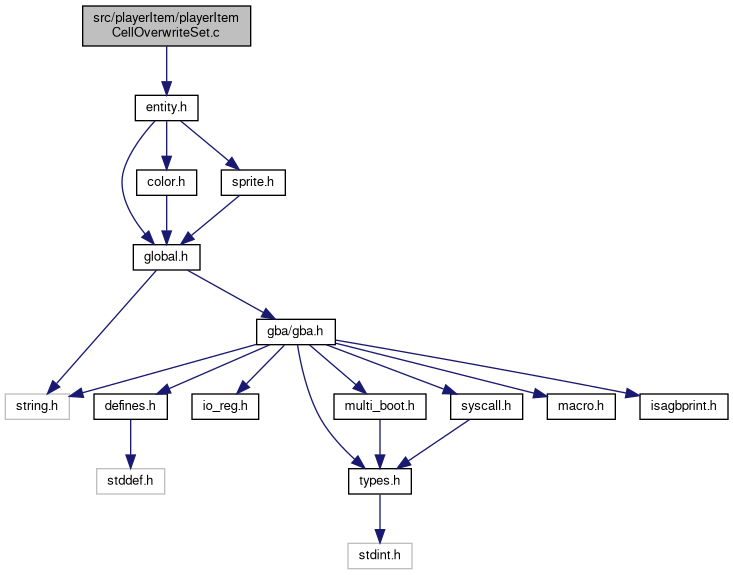 src/playerItem/playerItem
CellOverwriteSet.c
entity.h
color.h
sprite.h
global.h
gba/gba.h
string.h
defines.h
io_reg.h
multi_boot.h
syscall.h
macro.h
isagbprint.h
stddef.h
types.h
stdint.h